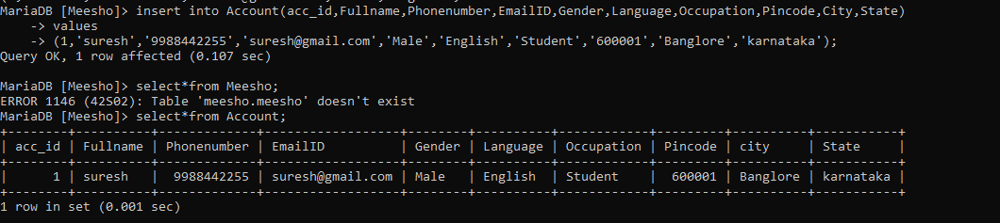 MariaDB [Meesho]> insert into Account(acc_id,Fullname,Phonenumber,EmailID,Gender,Language,Occupation,Pincode,City,State)
    -> values
    -> (1,'suresh','9988442255','suresh@gmail.com','Male','English','Student','600001','Banglore','karnataka');
Query OK, 1 row affected (0.107 sec)

MariaDB [Meesho]> select*from Meesho;
ERROR 1146 (42S02): Table 'meesho.meesho' doesn't exist
MariaDB [Meesho]> select*from Account;
+--------+----------+-------------+------------------+--------+----------+------------+---------+----------+-----------+
| acc_id | Fullname | Phonenumber | EmailID          | Gender | Language | Occupation | Pincode | city     | State     |
+--------+----------+-------------+------------------+--------+----------+------------+---------+----------+-----------+
|      1 | suresh   |  9988442255 | suresh@gmail.com | Male   | English  | Student    |  600001 | Banglore | karnataka |
+--------+----------+-------------+------------------+--------+----------+------------+---------+----------+-----------+
1 row in set (0.001 sec)